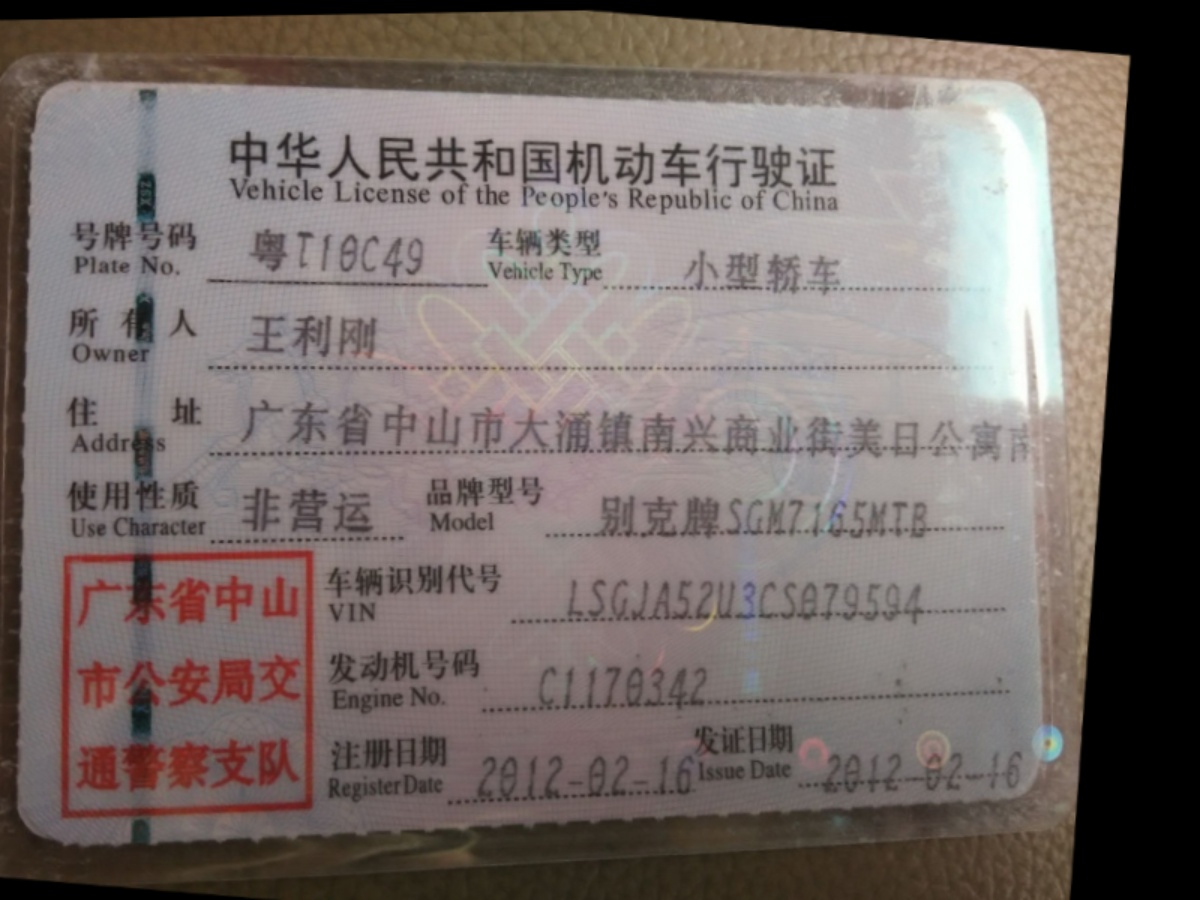 中华人民共和国机动车行驶证
Vehicle License of the People's Republic of China
号牌号码 粤T10C49 车辆类型 小型轿车
Plate No. Vehicle Type
所有人 王利刚
Owner
住址 广东省中山市大涌镇南兴商业街美日公寓南
Address
使用性质 非营运 品牌型号 别克牌SGM7165MTB
Use Character Model
车辆识别代号 LSGJA52U3CS079594
VIN
发动机号码 C1170342
Engine No.
注册日期 2012-02-16 发证日期 2012-02-16
Register Date Issue Date
广东省中山
市公安局交
通警察支队